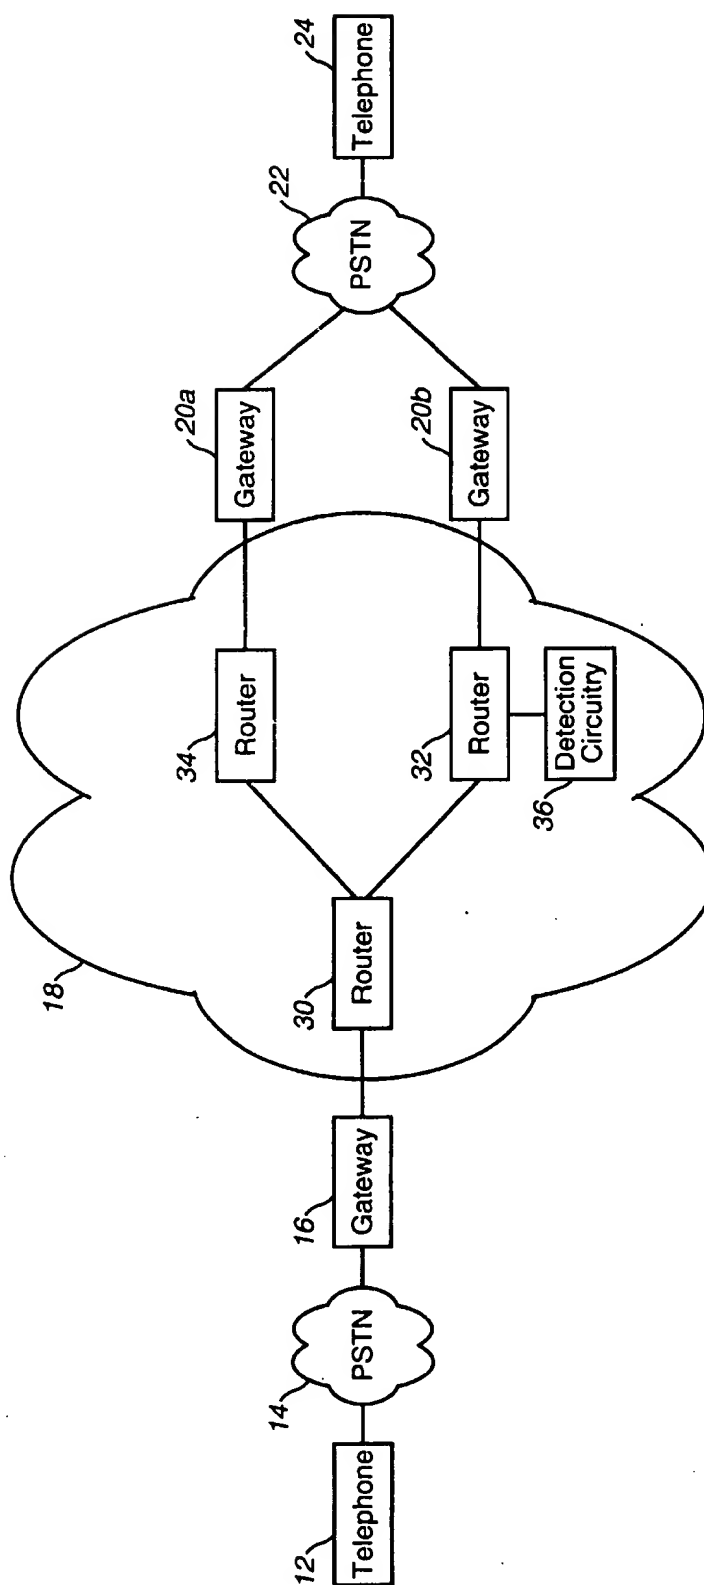 12
Telephone
14
PSTN
16
Gateway
18
30
Router
34
Router
32
Router
36
Detection
Circuitry
20a
Gateway
20b
Gateway
22
PSTN
24
Telephone